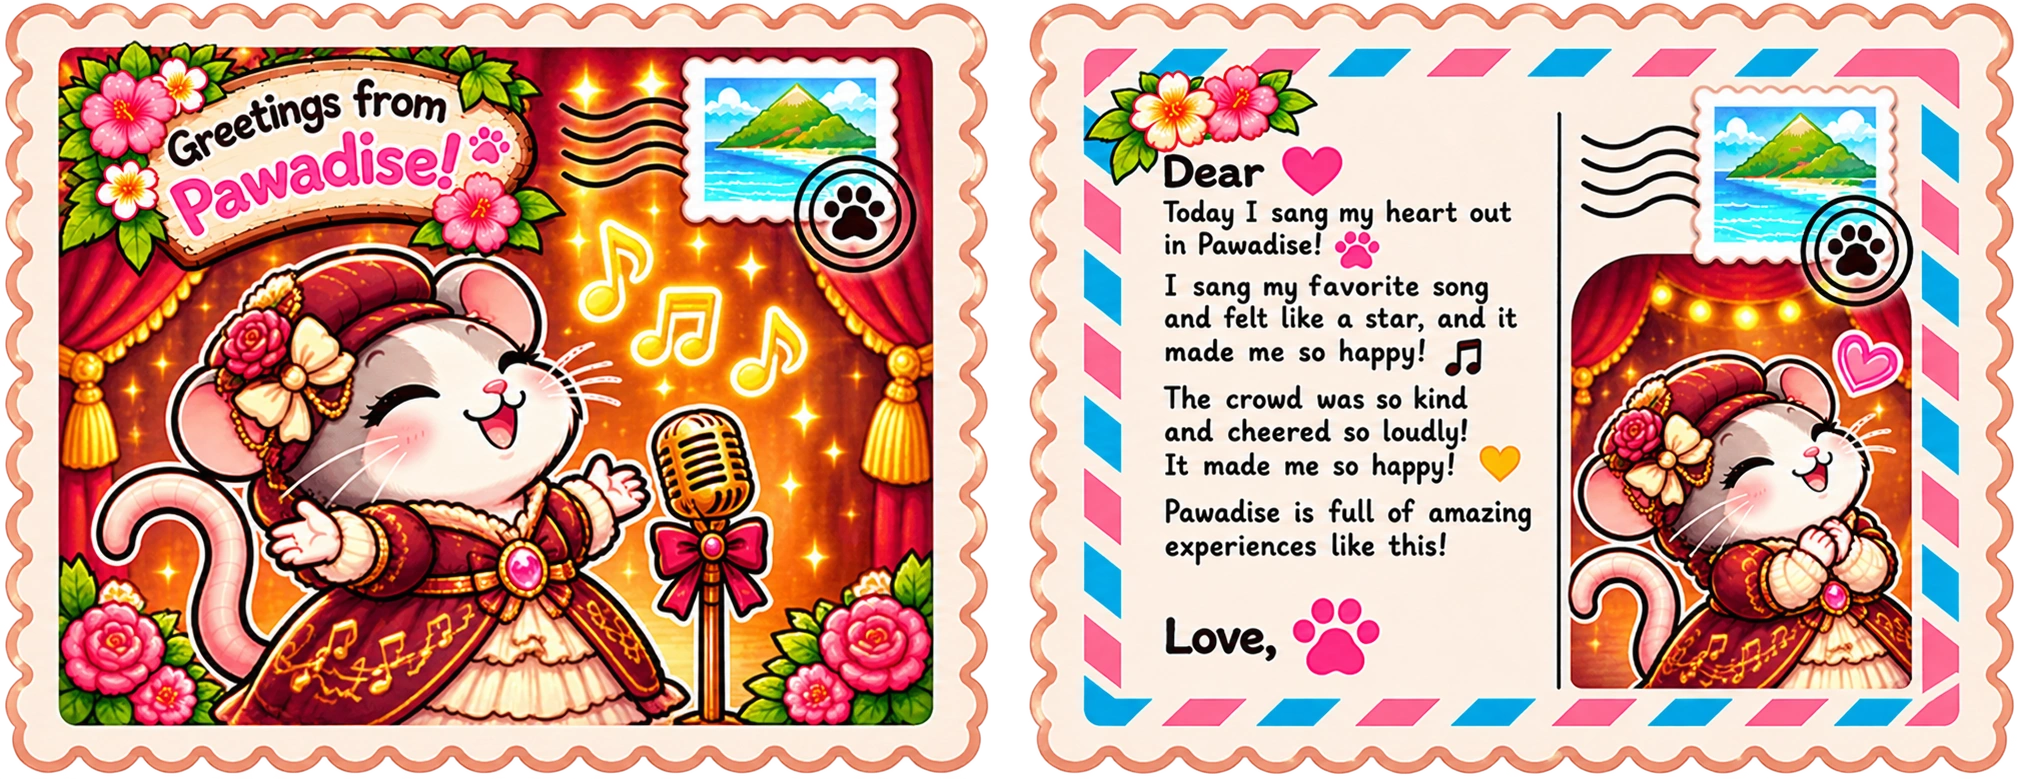 Greetings from
Pawadise!
Dear
Today I sang my heart out
in Pawadise!
I sang my favorite song
and felt like a star, and it
made me so happy!
The crowd was so kind
and cheered so loudly!
It made me so happy!
Pawadise is full of amazing
experiences like this!
Love,